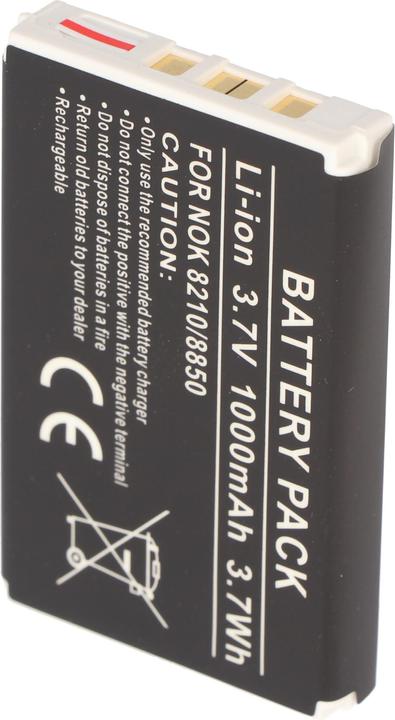 BATTERY PACK
Li-ion 3.7V 1000mAh 3.7Wh
FOR NOK 8210/8850
CAUTION:
• Only use the recommended battery charger
• Do not connect the positive with the negative terminal
• Do not dispose of batteries in a fire
• Return old batteries to your dealer
• Rechargeable
CE